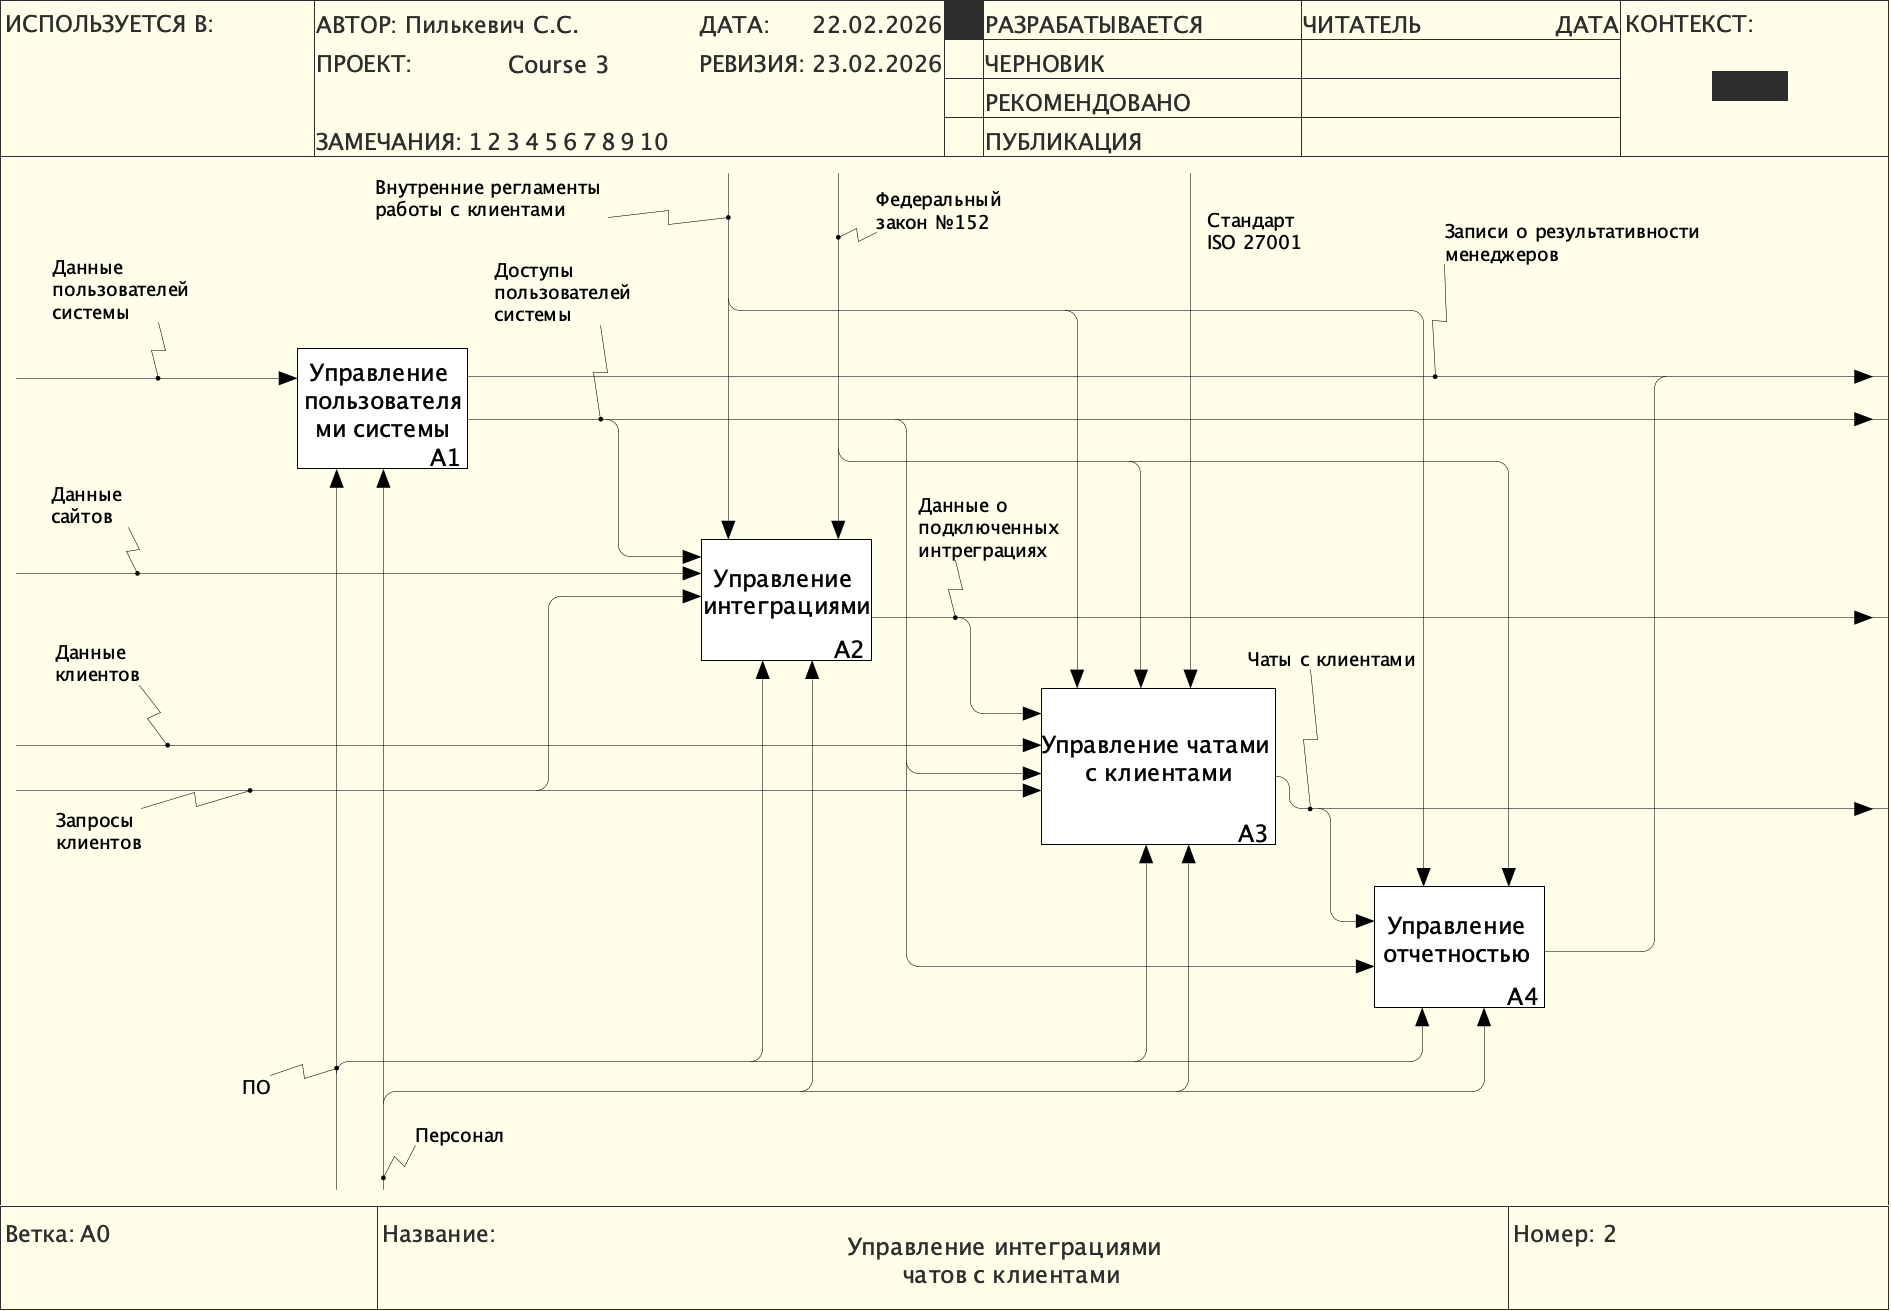 ИСПОЛЬЗУЕТСЯ В:
АВТОР: Пилькевич С.С.
ДАТА: 22.02.2026
ПРОЕКТ: Course 3
РЕВИЗИЯ: 23.02.2026
ЗАМЕЧАНИЯ: 1 2 3 4 5 6 7 8 9 10
РАЗРАБАТЫВАЕТСЯ
ЧЕРНОВИК
РЕКОМЕНДОВАНО
ПУБЛИКАЦИЯ
ЧИТАТЕЛЬ ДАТА
КОНТЕКСТ:
Внутренние регламенты
работы с клиентами
Федеральный
закон №152
Стандарт
ISO 27001
Записи о результативности
менеджеров
Данные
пользователей
системы
Доступы
пользователей
системы
Управление
пользователя
ми системы
A1
Данные
сайтов
Данные о
подключенных
интреграциях
Управление
интеграциями
A2
Данные
клиентов
Чаты с клиентами
Управление чатами
с клиентами
A3
Запросы
клиентов
Управление
отчетностью
A4
ПО
Персонал
Ветка: A0
Название:
Управление интеграциями
чатов с клиентами
Номер: 2